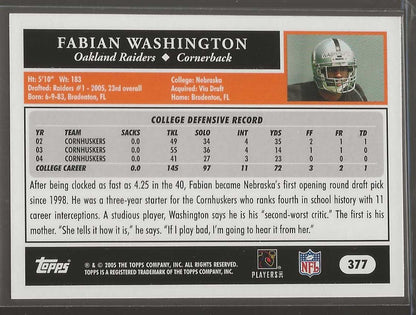 FABIAN WASHINGTON
Oakland Raiders ◆ Cornerback
Ht: 5'10" Wt: 183 College: Nebraska
Drafted: Raiders #1 - 2005, 23rd overall Acquired: Via Draft
Born: 6-9-83, Bradenton, FL Home: Bradenton, FL
COLLEGE DEFENSIVE RECORD
YR TEAM SACKS TKL SOLO INT YDS FF FR TD
02 CORNHUSKERS 0.0 49 34 4 35 2 1 1
03 CORNHUSKERS 0.0 55 36 4 14 1 1 1
04 CORNHUSKERS 0.0 41 27 3 23 0 0 0
COLLEGE CAREER 0.0 145 97 11 72 3 2 1
After being clocked as fast as 4.25 in the 40, Fabian became Nebraska's first opening round draft pick
since 1998. He was a three-year starter for the Cornhuskers who ranks fourth in school history with 11
career interceptions. A studious player, Washington says he is his "second-worst critic." The first is his
mother. "She tells it how it is," he says. "If I play bad, I'm going to hear it from her."
Topps
® & © 2005 THE TOPPS COMPANY, INC. ALL RIGHTS RESERVED.
TOPPS IS A REGISTERED TRADEMARK OF THE TOPPS COMPANY, INC.
PLAYERS INC
NFL
377